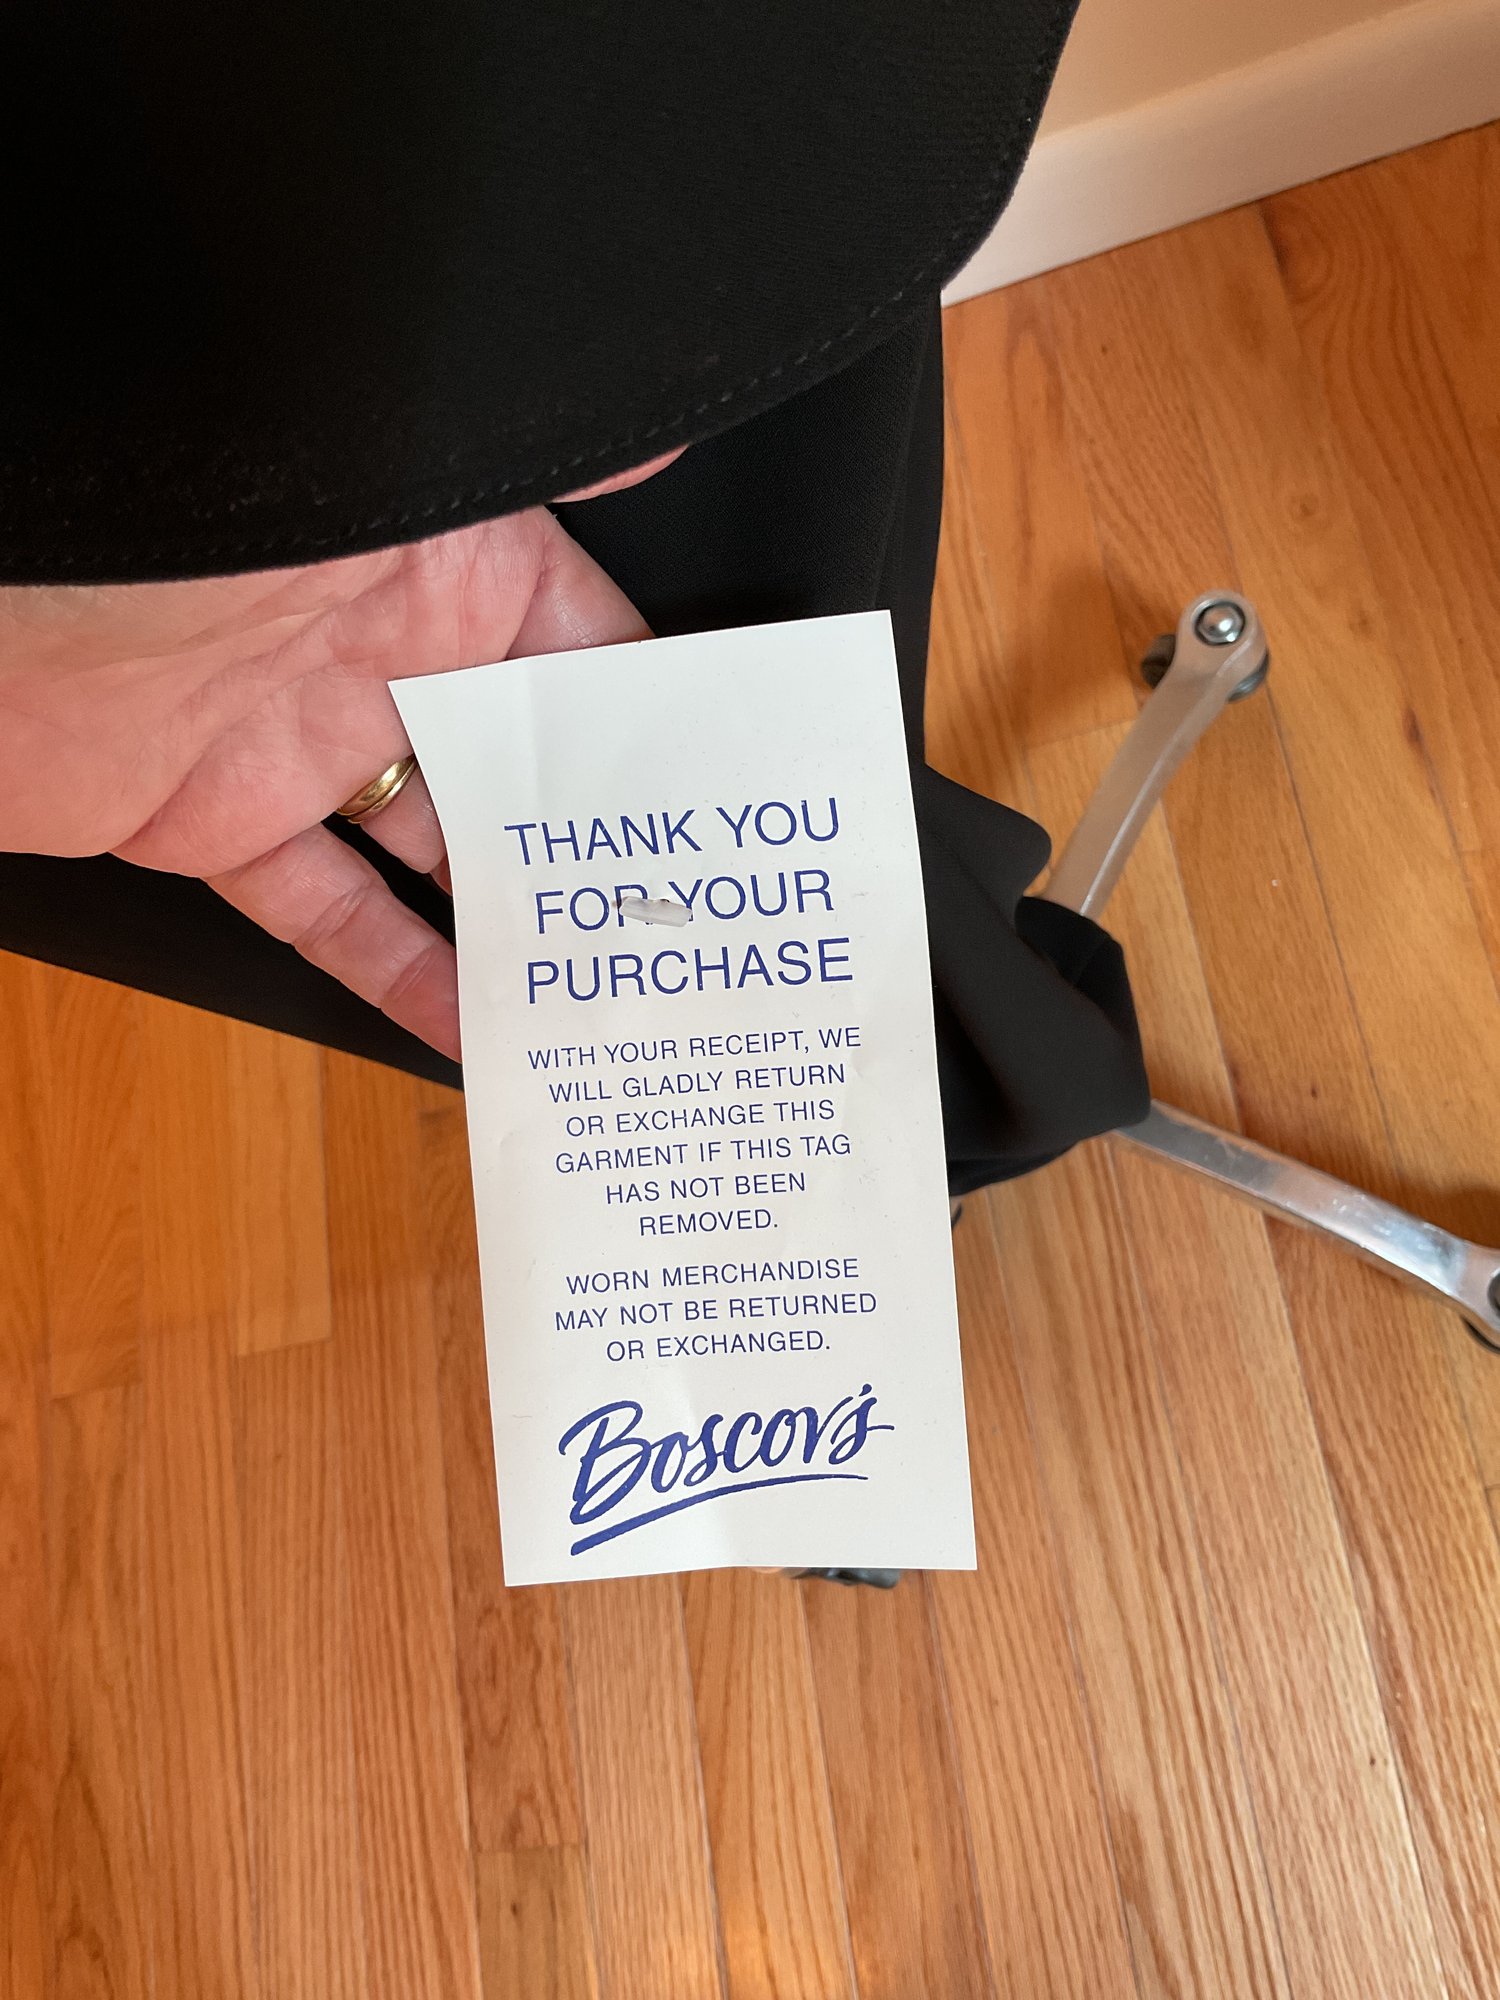 THANK YOU
FOR YOUR
PURCHASE
WITH YOUR RECEIPT, WE
WILL GLADLY RETURN
OR EXCHANGE THIS
GARMENT IF THIS TAG
HAS NOT BEEN
REMOVED.
WORN MERCHANDISE
MAY NOT BE RETURNED
OR EXCHANGED.
Boscov's